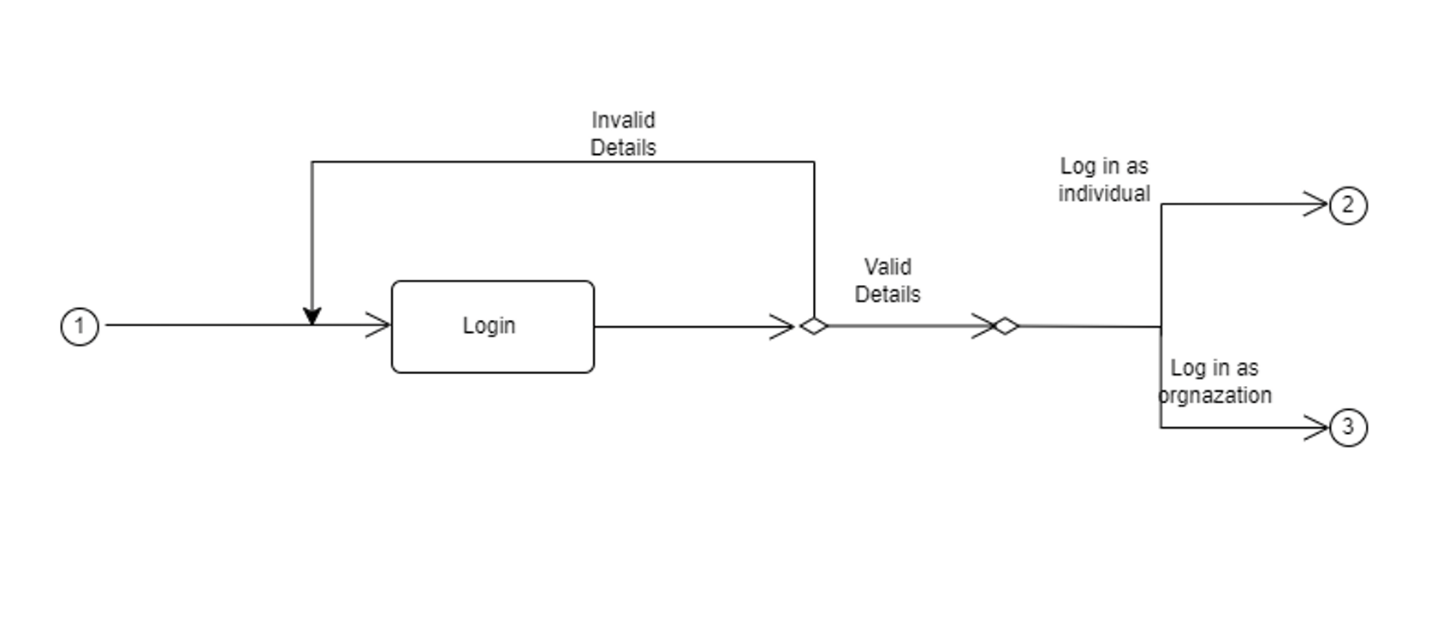 Invalid
Details
Log in as
individual
2
Valid
Details
1
Login
Log in as
orgnazation
3